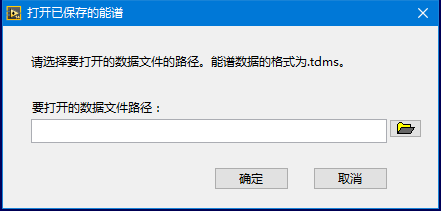 打开已保存的能谱
请选择要打开的数据文件的路径。能谱数据的格式为.tdms。
要打开的数据文件路径：
确定
取消